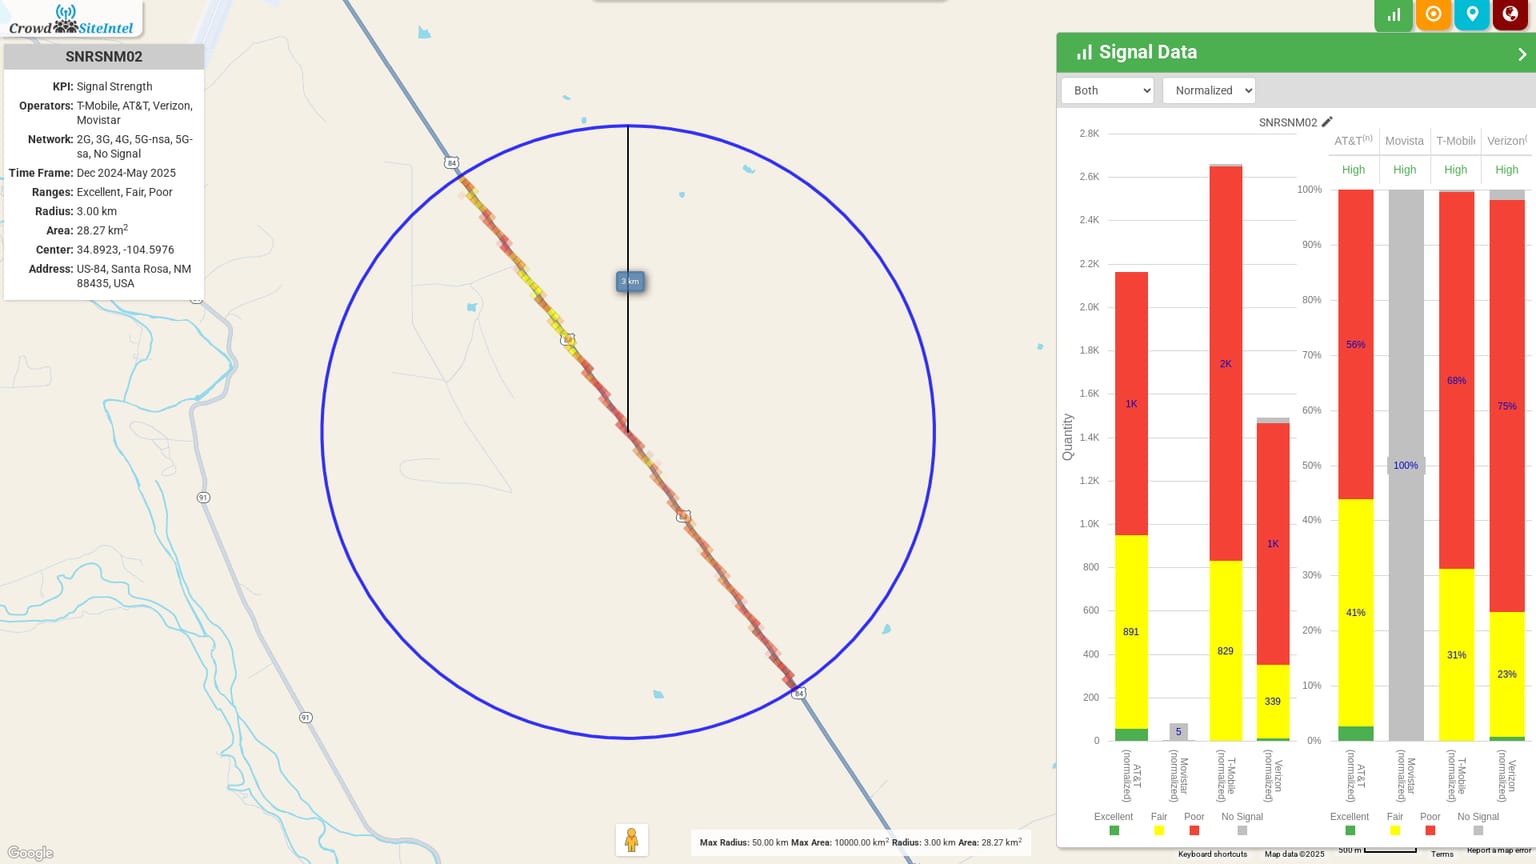 Crowd SiteIntel
SNRSNM02
KPI: Signal Strength
Operators: T-Mobile, AT&T, Verizon,
Movistar
Network: 2G, 3G, 4G, 5G-nsa, 5G-
sa, No Signal
Time Frame: Dec 2024-May 2025
Ranges: Excellent, Fair, Poor
Radius: 3.00 km
Area: 28.27 km²
Center: 34.8923, -104.5976
Address: US-84, Santa Rosa, NM
88435, USA
84
3 km
84
91
91
Google
Max Radius: 50.00 km Max Area: 10000.00 km² Radius: 3.00 km Area: 28.27 km²
Signal Data
Both
Normalized
SNRSNM02
Quantity
2.8K
2.6K
2.4K
2.2K
2.0K
1.8K
1.6K
1.4K
1.2K
1.0K
800
600
400
200
0
1K
891
5
2K
829
1K
339
AT&T
(normalized)
Movistar
(normalized)
T-Mobile
(normalized)
Verizon
(normalized)
Excellent Fair Poor No Signal
AT&T(n) Movista T-Mobile Verizon(
High High High High
100%
90%
80%
70%
60%
50%
40%
30%
20%
10%
0%
56%
41%
100%
68%
31%
75%
23%
AT&T
(normalized)
Movistar
(normalized)
T-Mobile
(normalized)
Verizon
(normalized)
Excellent Fair Poor No Signal
Keyboard shortcuts Map data ©2025 500 m Terms Report a map error